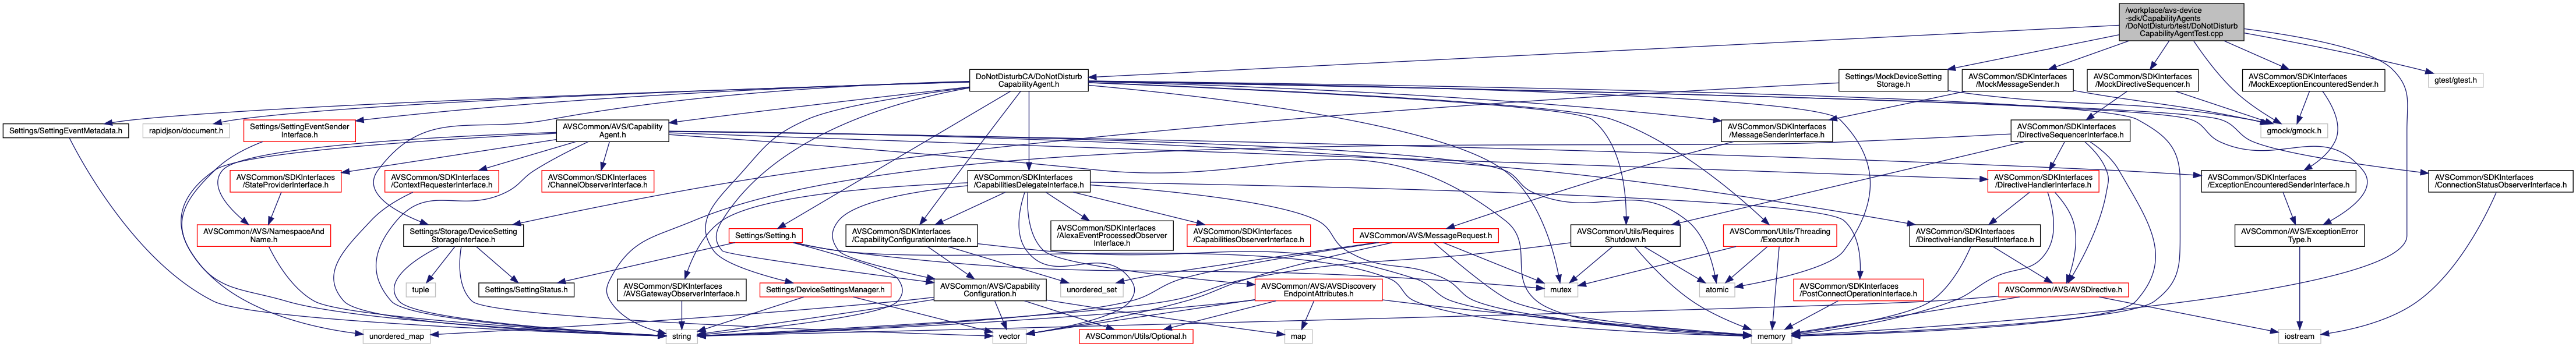 /workplace/avs-device
-sdk/CapabilityAgents
/DoNotDisturb/test/DoNotDisturb
CapabilityAgentTest.cpp
DoNotDisturbCA/DoNotDisturb
CapabilityAgent.h
Settings/MockDeviceSetting
Storage.h
AVSCommon/SDKInterfaces
/MockMessageSender.h
AVSCommon/SDKInterfaces
/MockDirectiveSequencer.h
AVSCommon/SDKInterfaces
/MockExceptionEncounteredSender.h
gtest/gtest.h
Settings/SettingEventMetadata.h
rapidjson/document.h
Settings/SettingEventSender
Interface.h
AVSCommon/AVS/Capability
Agent.h
AVSCommon/SDKInterfaces
/MessageSenderInterface.h
AVSCommon/SDKInterfaces
/DirectiveSequencerInterface.h
gmock/gmock.h
AVSCommon/SDKInterfaces
/StateProviderInterface.h
AVSCommon/SDKInterfaces
/ContextRequesterInterface.h
AVSCommon/SDKInterfaces
/ChannelObserverInterface.h
AVSCommon/SDKInterfaces
/CapabilitiesDelegateInterface.h
AVSCommon/SDKInterfaces
/DirectiveHandlerInterface.h
AVSCommon/SDKInterfaces
/ExceptionEncounteredSenderInterface.h
AVSCommon/SDKInterfaces
/ConnectionStatusObserverInterface.h
AVSCommon/AVS/NamespaceAnd
Name.h
Settings/Storage/DeviceSetting
StorageInterface.h
Settings/Setting.h
AVSCommon/SDKInterfaces
/CapabilityConfigurationInterface.h
AVSCommon/SDKInterfaces
/AlexaEventProcessedObserver
Interface.h
AVSCommon/SDKInterfaces
/CapabilitiesObserverInterface.h
AVSCommon/AVS/MessageRequest.h
AVSCommon/Utils/Requires
Shutdown.h
AVSCommon/Utils/Threading
/Executor.h
AVSCommon/SDKInterfaces
/DirectiveHandlerResultInterface.h
AVSCommon/AVS/ExceptionError
Type.h
tuple
Settings/SettingStatus.h
AVSCommon/SDKInterfaces
/AVSGatewayObserverInterface.h
Settings/DeviceSettingsManager.h
AVSCommon/AVS/Capability
Configuration.h
unordered_set
AVSCommon/AVS/AVSDiscovery
EndpointAttributes.h
mutex
atomic
AVSCommon/SDKInterfaces
/PostConnectOperationInterface.h
AVSCommon/AVS/AVSDirective.h
unordered_map
string
vector
AVSCommon/Utils/Optional.h
map
memory
iostream